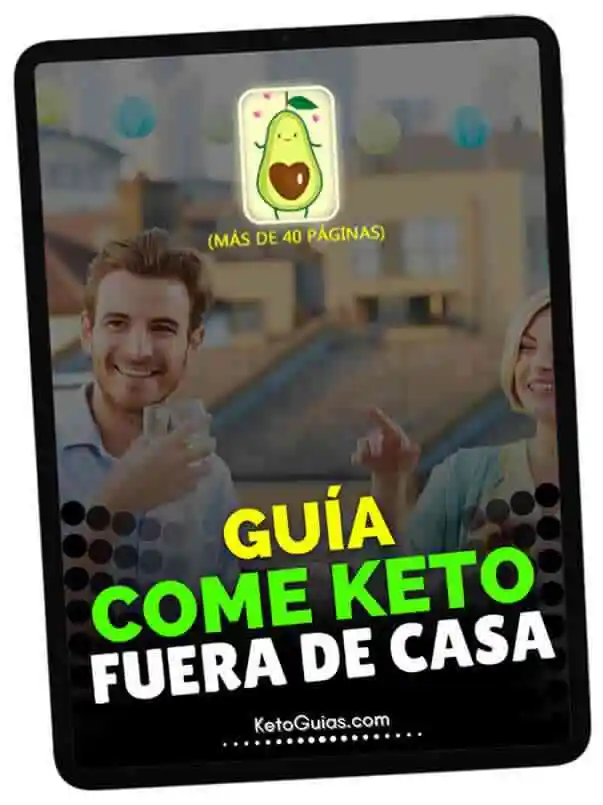 (MÁS DE 40 PÁGINAS)
GUÍA
COME KETO
FUERA DE CASA
KetoGuias.com